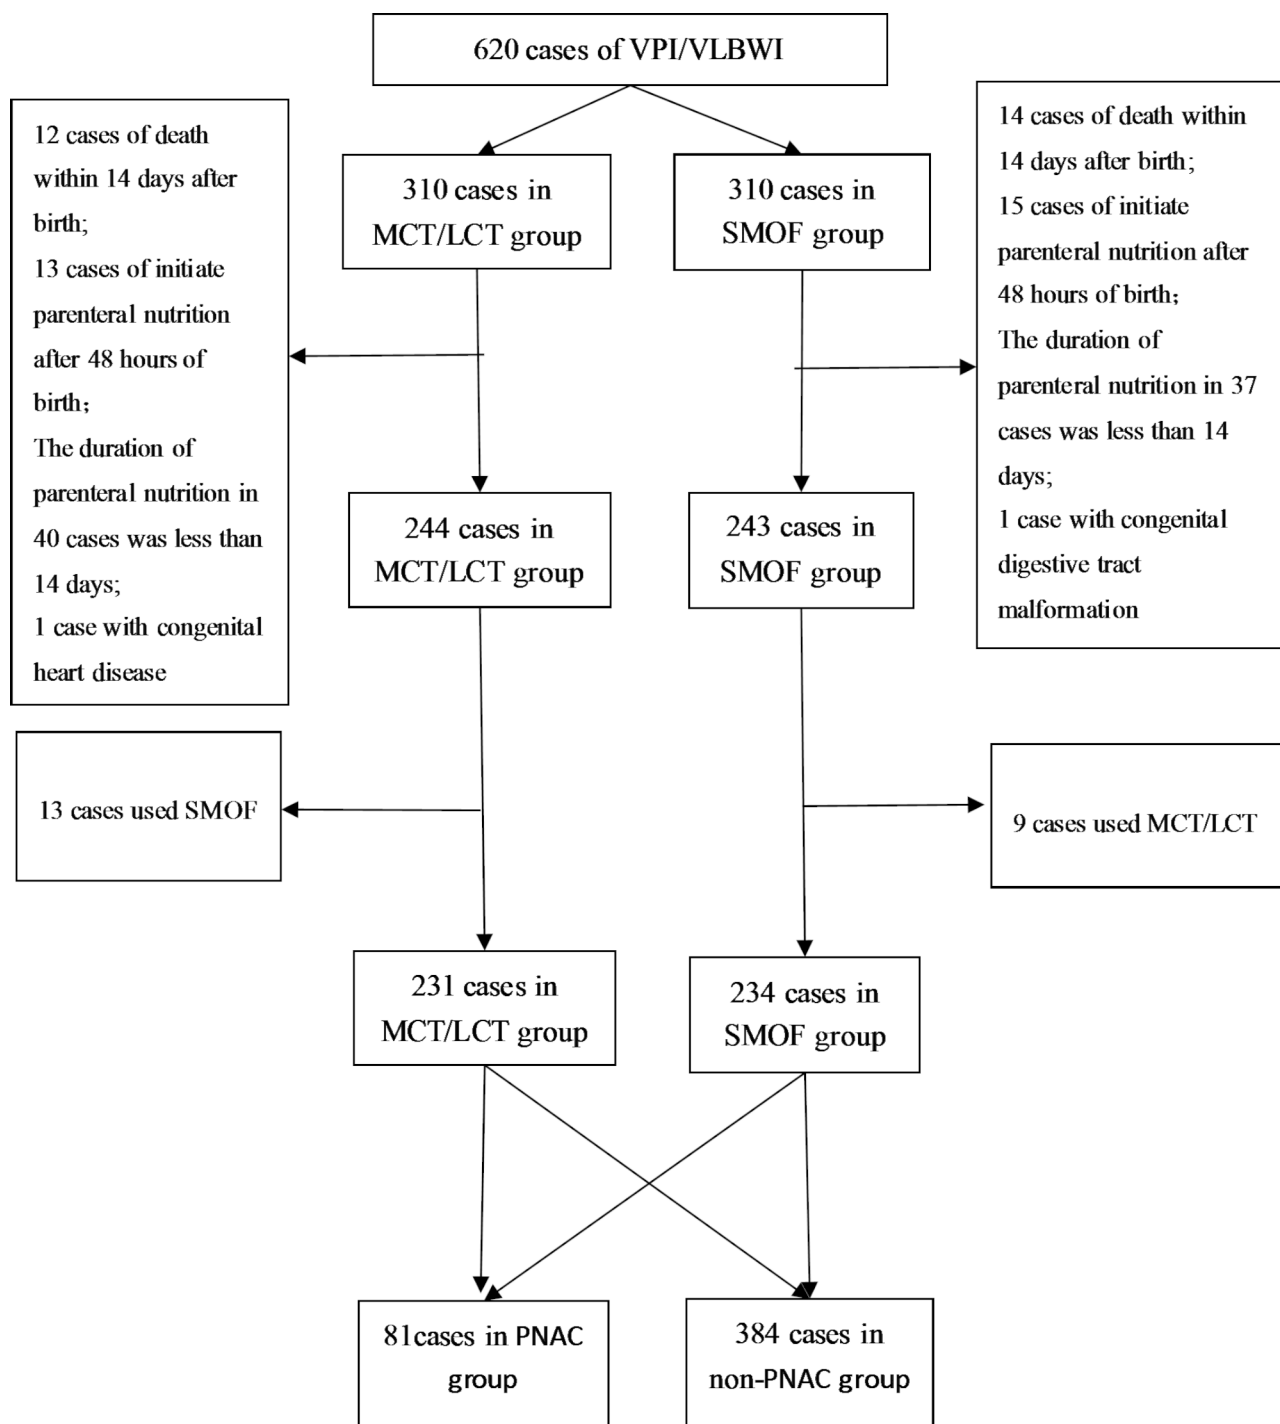 620 cases of VPI/VLBWI
12 cases of death
within 14 days after
birth;
13 cases of initiate
parenteral nutrition
after 48 hours of
birth;
The duration of
parenteral nutrition in
40 cases was less than
14 days;
1 case with congenital
heart disease
310 cases in
MCT/LCT group
310 cases in
SMOF group
14 cases of death within
14 days after birth;
15 cases of initiate
parenteral nutrition after
48 hours of birth;
The duration of
parenteral nutrition in 37
cases was less than 14
days;
1 case with congenital
digestive tract
malformation
244 cases in
MCT/LCT group
243 cases in
SMOF group
13 cases used SMOF
9 cases used MCT/LCT
231 cases in
MCT/LCT group
234 cases in
SMOF group
81cases in PNAC
group
384 cases in
non-PNAC group